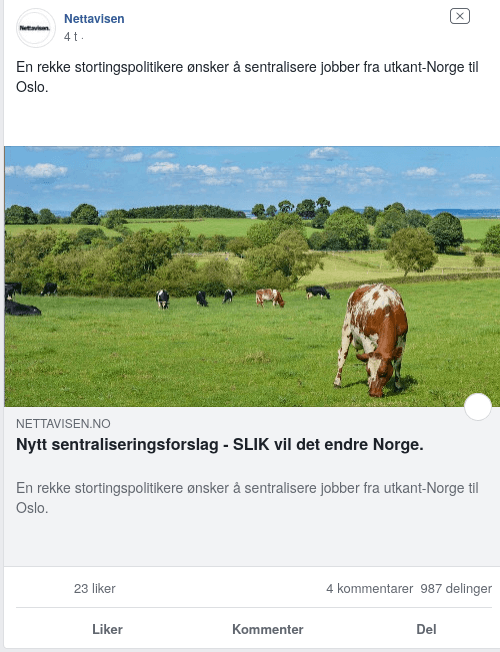 Nettavisen.
Nettavisen
4 t ·
En rekke stortingspolitikere ønsker å sentralisere jobber fra utkant-Norge til
Oslo.
NETTAVISEN.NO
Nytt sentraliseringsforslag - SLIK vil det endre Norge.
En rekke stortingspolitikere ønsker å sentralisere jobber fra utkant-Norge til
Oslo.
23 liker 4 kommentarer 987 delinger
Liker Kommenter Del